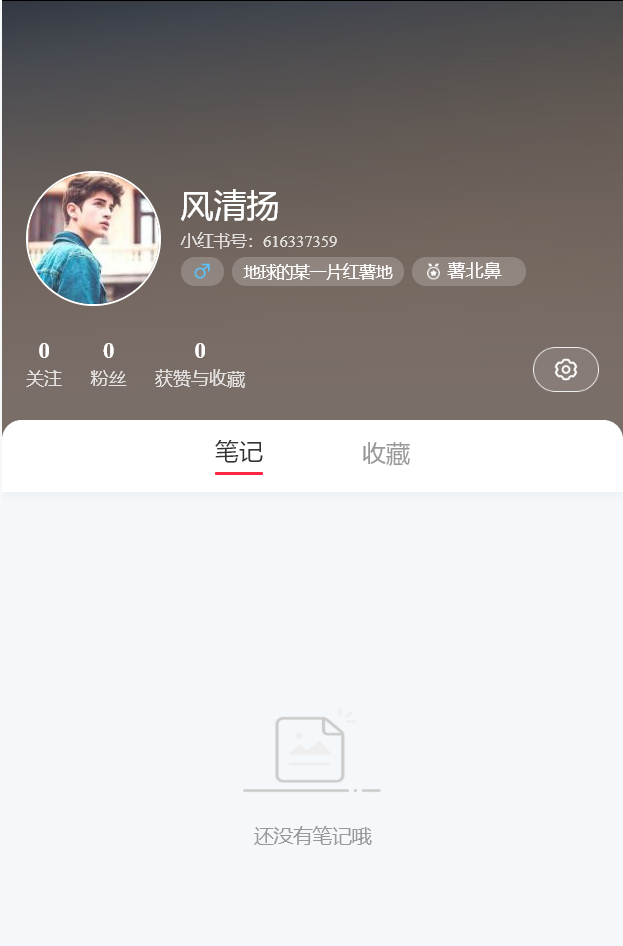 风清扬
小红书号：616337359
地球的某一片红薯地 薯北鼻
0 0 0
关注 粉丝 获赞与收藏
笔记 收藏
还没有笔记哦